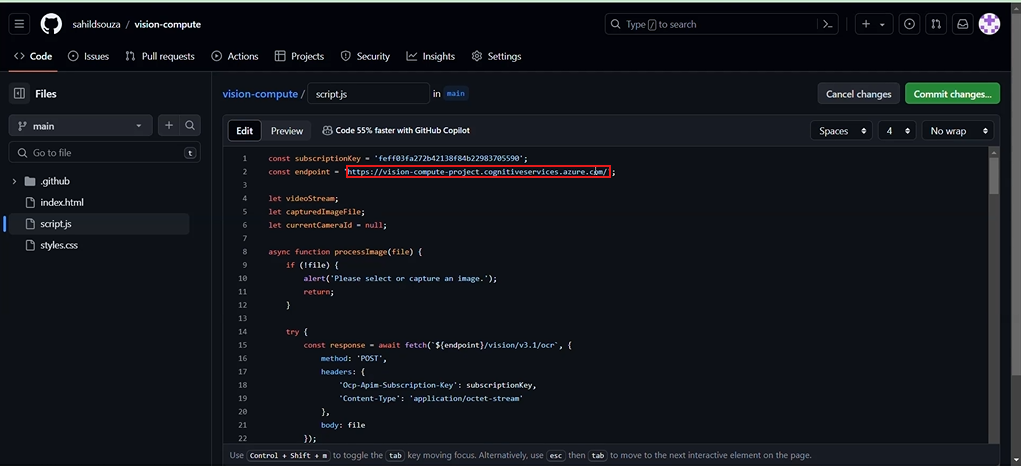 sahildsouza / vision-compute
Type / to search
Code
Issues
Pull requests
Actions
Projects
Security
Insights
Settings
Files
main
Go to file
t
.github
index.html
script.js
styles.css
vision-compute / script.js in main
Cancel changes
Commit changes...
Edit
Preview
Code 55% faster with GitHub Copilot
Spaces
4
No wrap
1 const subscriptionKey = 'feff03fa272b42138f84b22983705590';
2 const endpoint = 'https://vision-compute-project.cognitiveservices.azure.com/';
3
4 let videoStream;
5 let capturedImageFile;
6 let currentCameraId = null;
7
8 async function processImage(file) {
9 if (!file) {
10 alert('Please select or capture an image.');
11 return;
12 }
13
14 try {
15 const response = await fetch(`${endpoint}/vision/v3.1/ocr`, {
16 method: 'POST',
17 headers: {
18 'Ocp-Apim-Subscription-Key': subscriptionKey,
19 'Content-Type': 'application/octet-stream'
20 },
21 body: file
22 });
Use Control + Shift + m to toggle the tab key moving focus. Alternatively, use esc then tab to move to the next interactive element on the page.